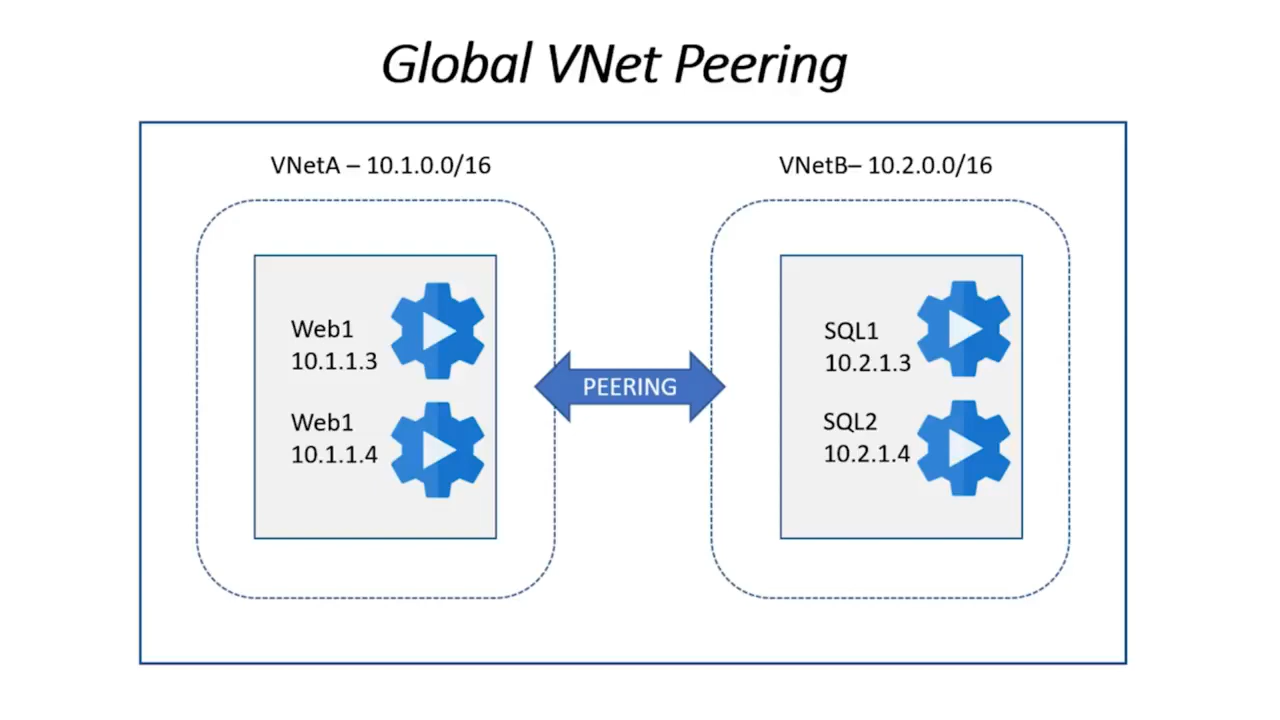 Global VNet Peering
VNetA – 10.1.0.0/16
VNetB– 10.2.0.0/16
Web1
10.1.1.3
Web1
10.1.1.4
PEERING
SQL1
10.2.1.3
SQL2
10.2.1.4